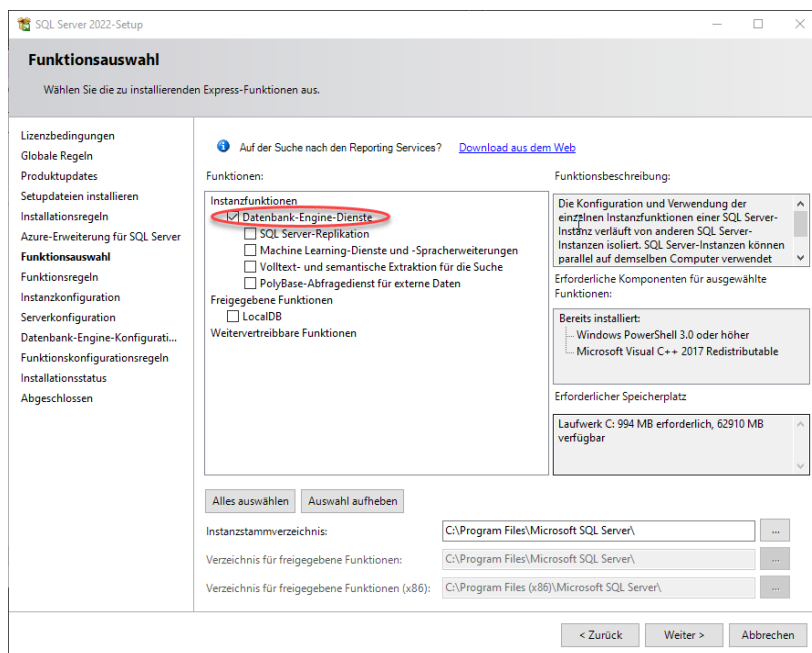 SQL Server 2022-Setup
Funktionsauswahl
Wählen Sie die zu installierenden Express-Funktionen aus.
Lizenzbedingungen
Globale Regeln
Produktupdates
Setupdateien installieren
Installationsregeln
Azure-Erweiterung für SQL Server
Funktionsauswahl
Funktionsregeln
Instanzkonfiguration
Serverkonfiguration
Datenbank-Engine-Konfigurati...
Funktionskonfigurationsregeln
Installationsstatus
Abgeschlossen
Auf der Suche nach den Reporting Services? Download aus dem Web
Funktionen:
Instanzfunktionen
Datenbank-Engine-Dienste
SQL Server-Replikation
Machine Learning-Dienste und -Spracherweiterungen
Volltext- und semantische Extraktion für die Suche
PolyBase-Abfragedienst für externe Daten
Freigegebene Funktionen
LocalDB
Weitervertreibbare Funktionen
Funktionsbeschreibung:
Die Konfiguration und Verwendung der
einzelnen Instanzfunktionen einer SQL Server-
Instanz verläuft von anderen SQL Server-
Instanzen isoliert. SQL Server-Instanzen können
parallel auf demselben Computer verwendet
Erforderliche Komponenten für ausgewählte
Funktionen:
Bereits installiert:
Windows PowerShell 3.0 oder höher
Microsoft Visual C++ 2017 Redistributable
Erforderlicher Speicherplatz
Laufwerk C: 994 MB erforderlich, 62910 MB
verfügbar
Alles auswählen
Auswahl aufheben
Instanzstammverzeichnis: C:\Program Files\Microsoft SQL Server\ ...
Verzeichnis für freigegebene Funktionen: C:\Program Files\Microsoft SQL Server\ ...
Verzeichnis für freigegebene Funktionen (x86): C:\Program Files (x86)\Microsoft SQL Server\ ...
< Zurück
Weiter >
Abbrechen